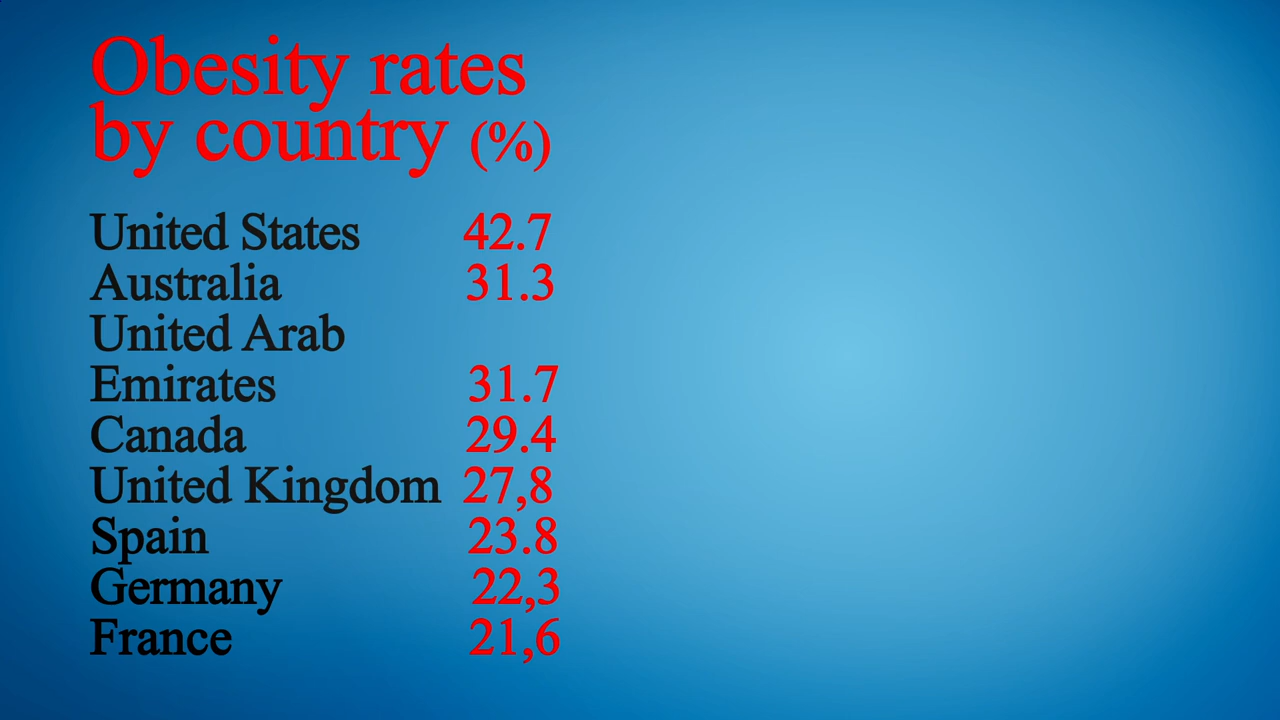 Obesity rates
by country (%)
United States 42.7
Australia 31.3
United Arab
Emirates 31.7
Canada 29.4
United Kingdom 27,8
Spain 23.8
Germany 22,3
France 21,6